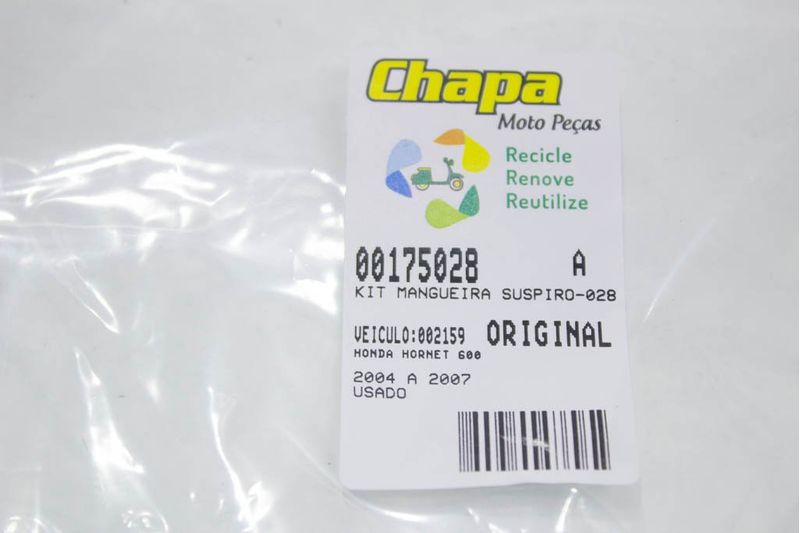 Chapa
Moto Peças
Recicle
Renove
Reutilize
00175028 A
KIT MANGUEIRA SUSPIRO-028
VEICULO:002159 ORIGINAL
HONDA HORNET 600
2004 A 2007
USADO